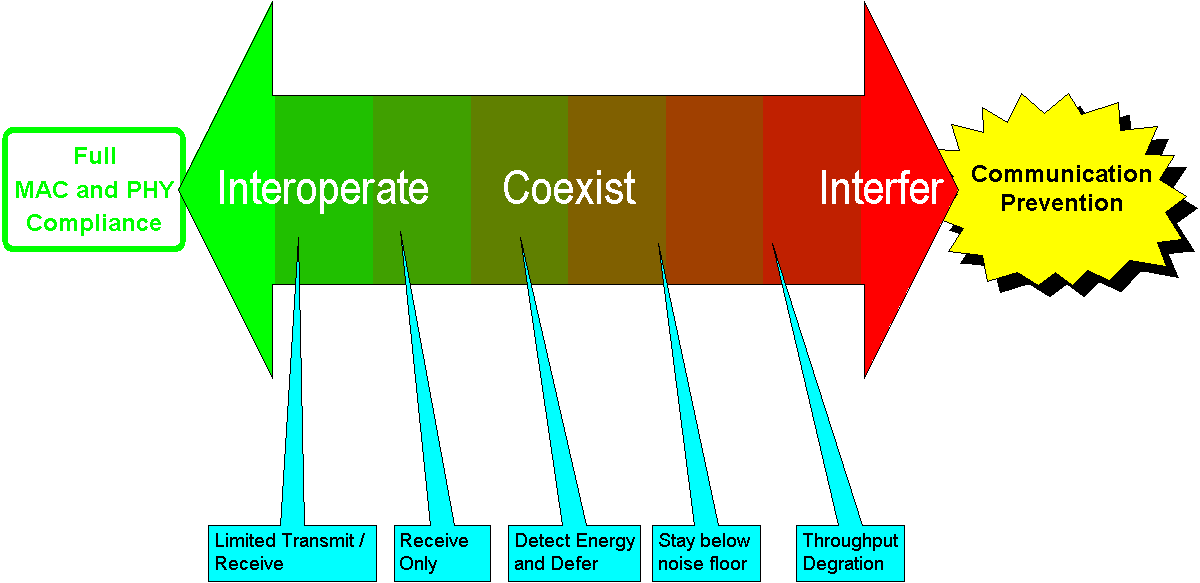 Full
MAC and PHY
Compliance
Interoperate
Coexist
Interfer
Communication
Prevention
Limited Transmit /
Receive
Receive
Only
Detect Energy
and Defer
Stay below
noise floor
Throughput
Degration